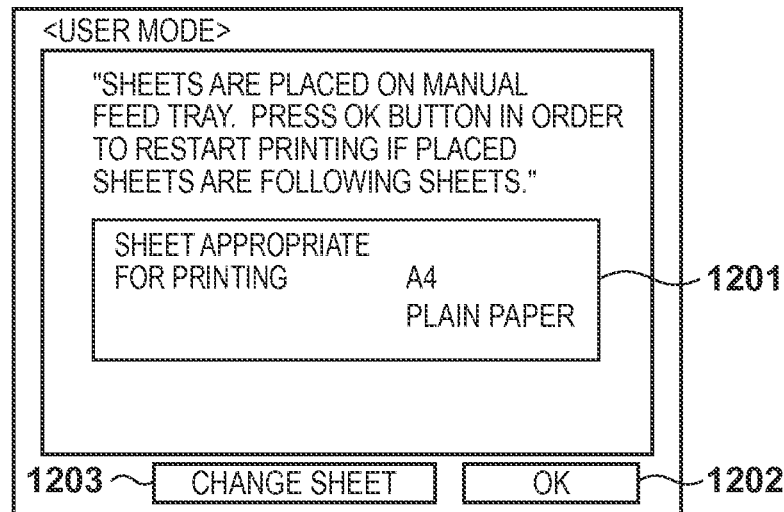 <USER MODE>
"SHEETS ARE PLACED ON MANUAL
FEED TRAY. PRESS OK BUTTON IN ORDER
TO RESTART PRINTING IF PLACED
SHEETS ARE FOLLOWING SHEETS."
SHEET APPROPRIATE
FOR PRINTING A4
PLAIN PAPER
1201
1203 CHANGE SHEET OK 1202